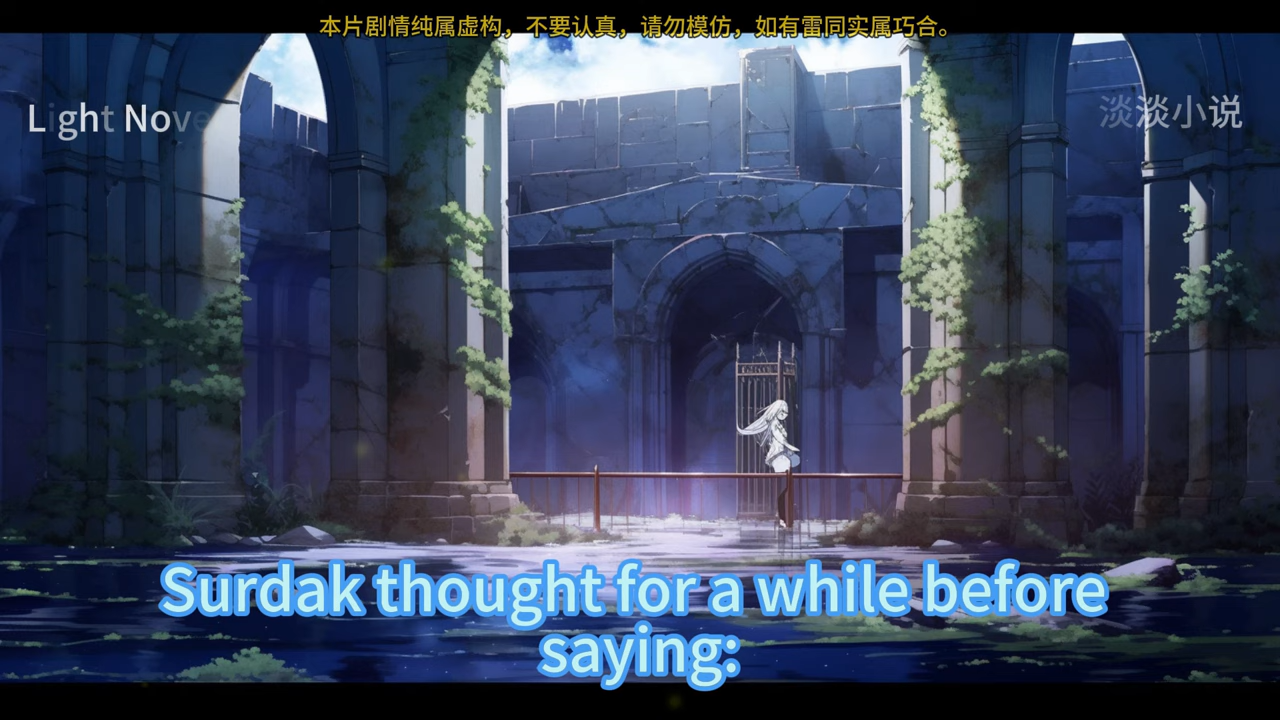 本片剧情纯属虚构，不要认真，请勿模仿，如有雷同实属巧合。
Light Nove
淡淡小说
Surdak thought for a while before
saying: